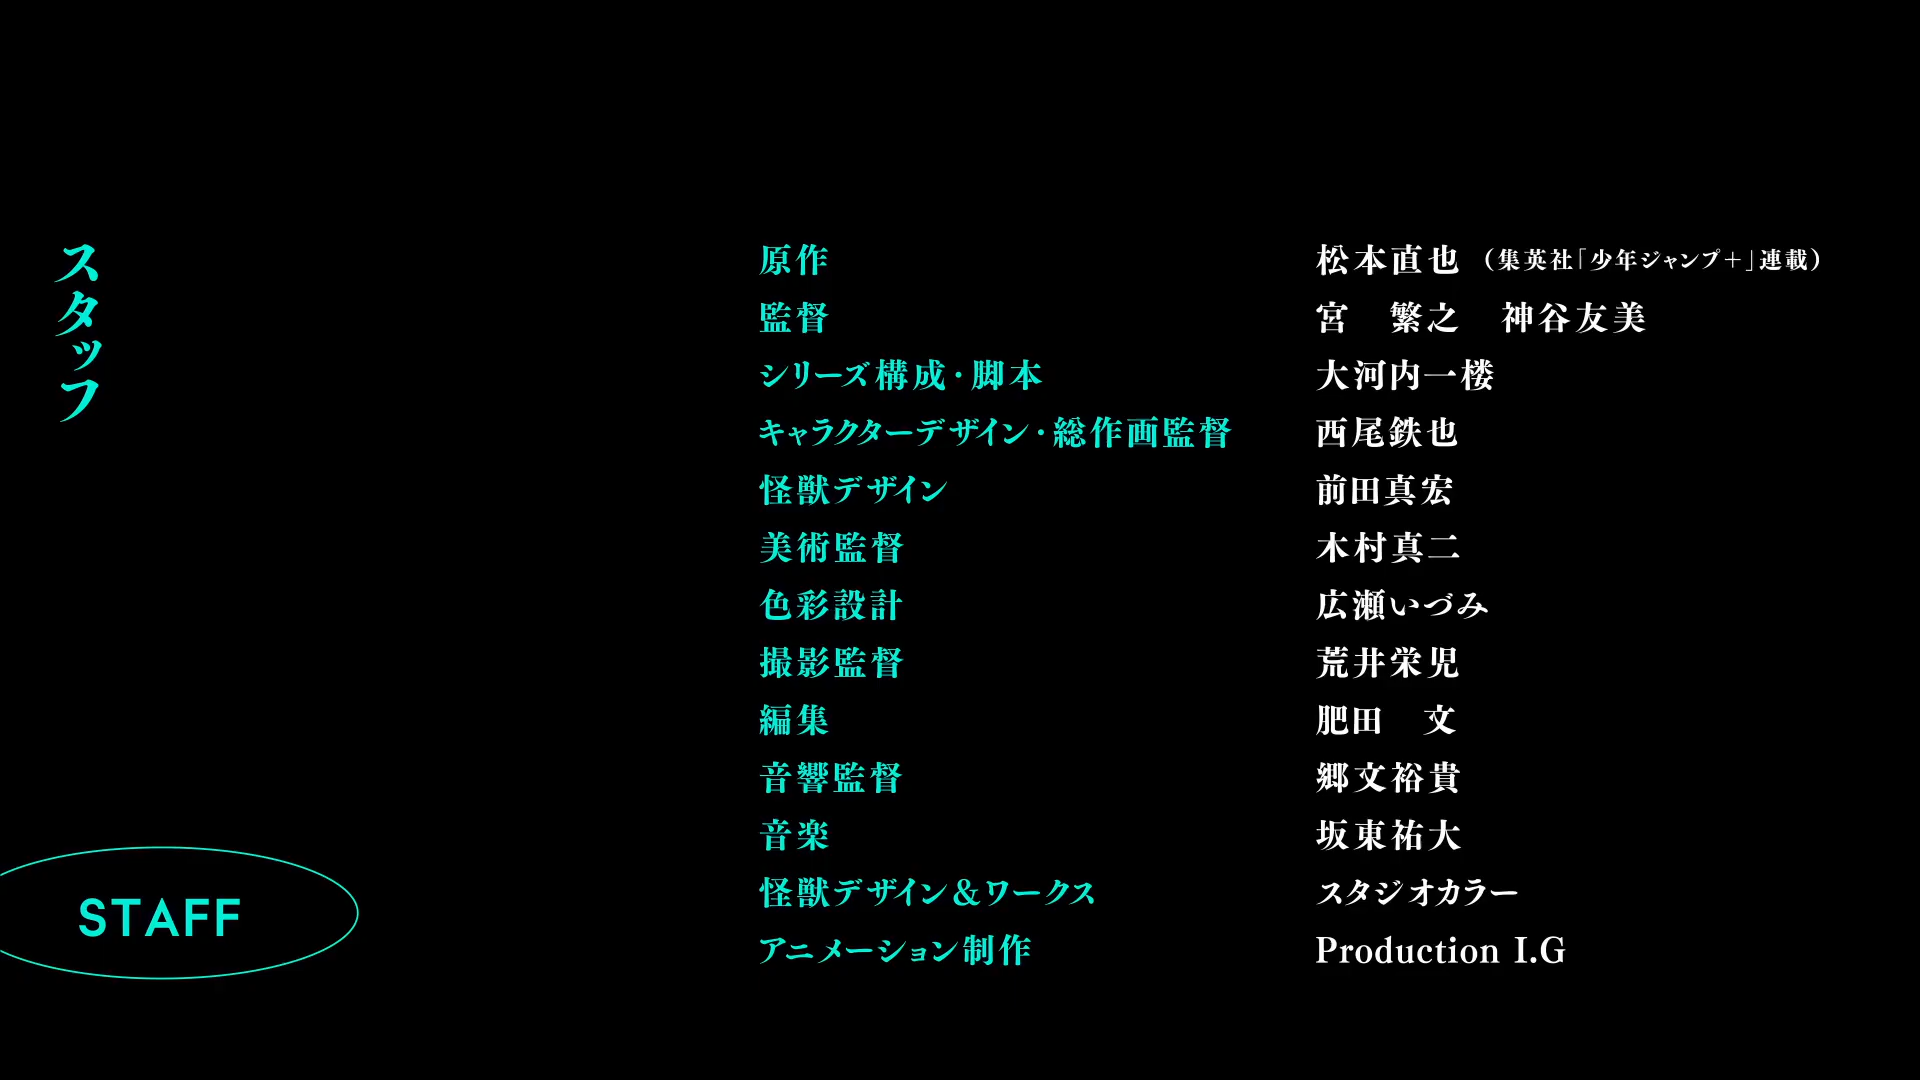 スタッフ
原作 松本直也（集英社「少年ジャンプ＋」連載）
監督 宮　繁之　神谷友美
シリーズ構成・脚本 大河内一楼
キャラクターデザイン・総作画監督 西尾鉄也
怪獣デザイン 前田真宏
美術監督 木村真二
色彩設計 広瀬いづみ
撮影監督 荒井栄児
編集 肥田　文
音響監督 郷文裕貴
音楽 坂東祐大
怪獣デザイン＆ワークス スタジオカラー
アニメーション制作 Production I.G
STAFF